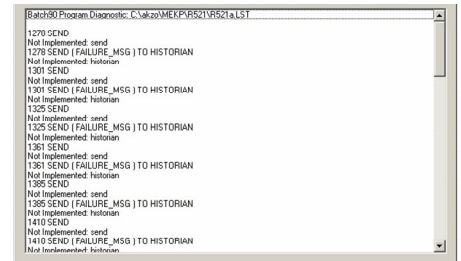 Batch90 Program Diagnostic: C:\akzo\MEKP\R521\R521a.LST
1270 SEND
Not Implemented: send
1278 SEND ( FAILURE_MSG ) TO HISTORIAN
Not Implemented: historian
1301 SEND
Not Implemented: send
1301 SEND ( FAILURE_MSG ) TO HISTORIAN
Not Implemented: historian
1325 SEND
Not Implemented: send
1325 SEND ( FAILURE_MSG ) TO HISTORIAN
Not Implemented: historian
1361 SEND
Not Implemented: send
1361 SEND ( FAILURE_MSG ) TO HISTORIAN
Not Implemented: historian
1385 SEND
Not Implemented: send
1385 SEND ( FAILURE_MSG ) TO HISTORIAN
Not Implemented: historian
1410 SEND
Not Implemented: send
1410 SEND ( FAILURE_MSG ) TO HISTORIAN
Not Implemented: historian